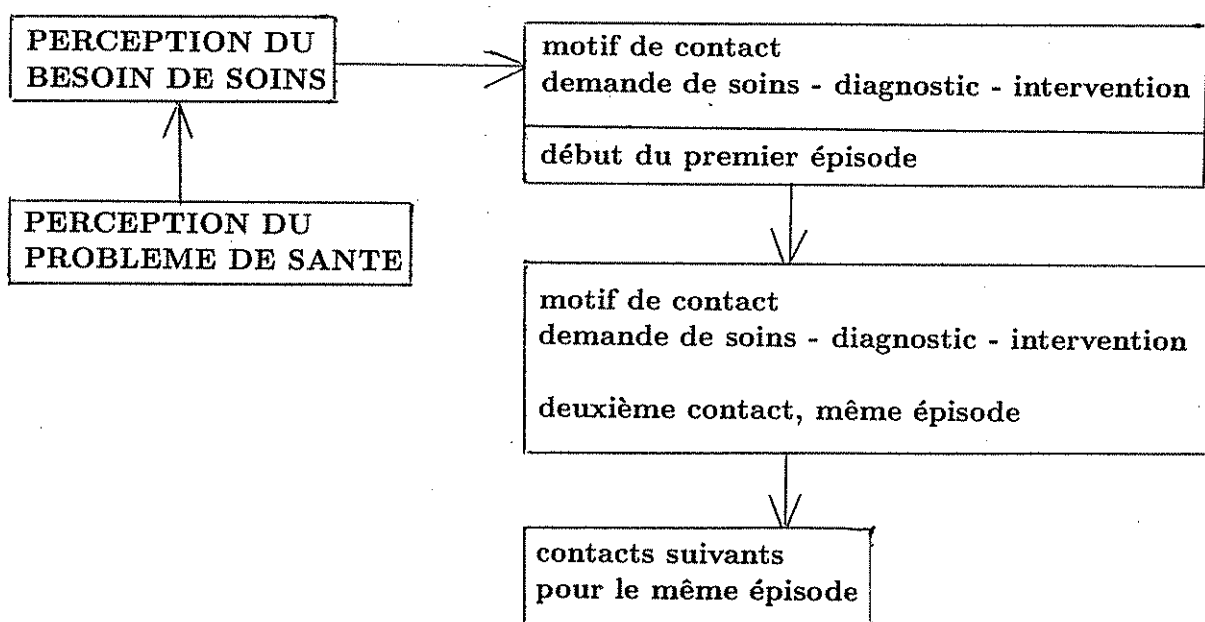 PERCEPTION DU
BESOIN DE SOINS
PERCEPTION DU
PROBLEME DE SANTE
motif de contact
demande de soins - diagnostic - intervention
début du premier épisode
motif de contact
demande de soins - diagnostic - intervention
deuxième contact, même épisode
contacts suivants
pour le même épisode